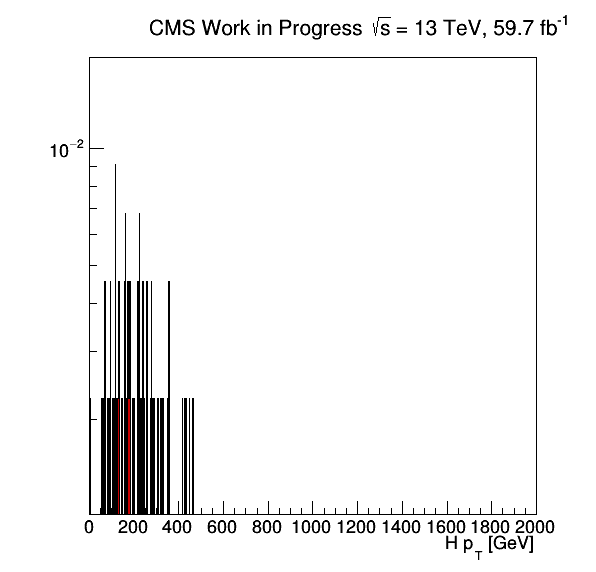 CMS Work in Progress √s = 13 TeV, 59.7 fb⁻¹
10⁻²
0 200 400 600 800 1000 1200 1400 1600 1800 2000
H p_T [GeV]